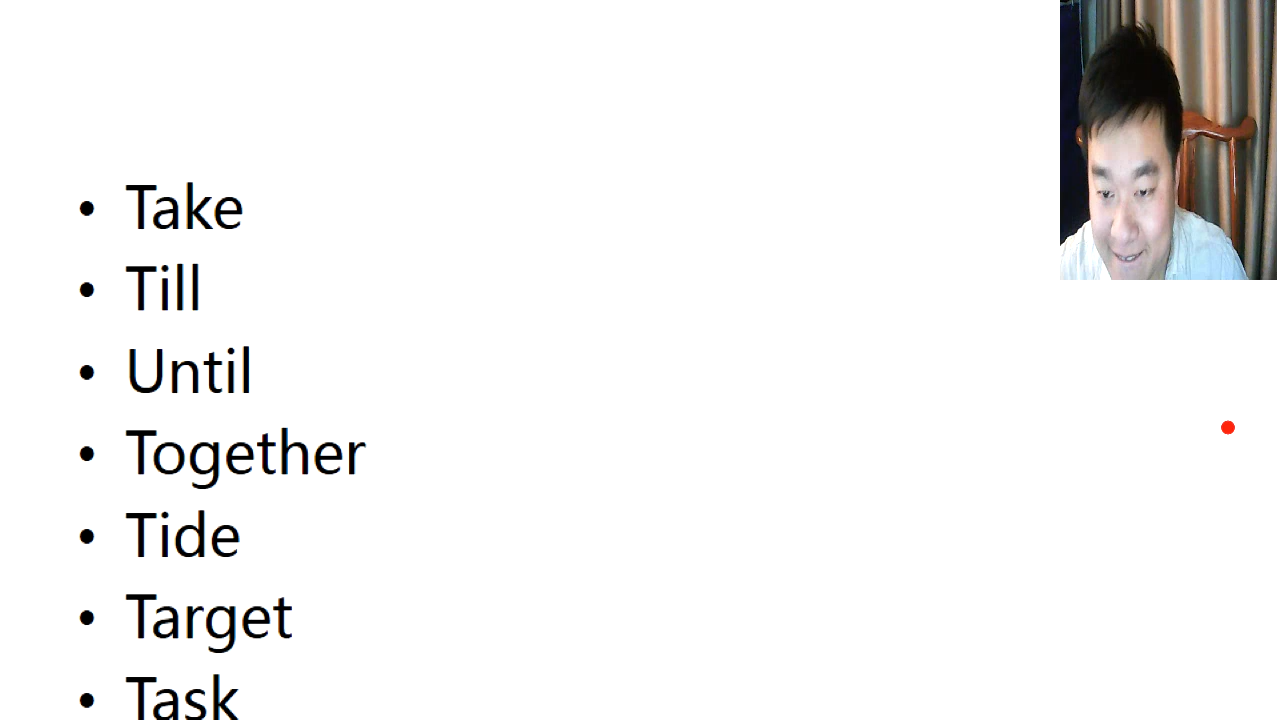 • Take
• Till
• Until
• Together
• Tide
• Target
• Task